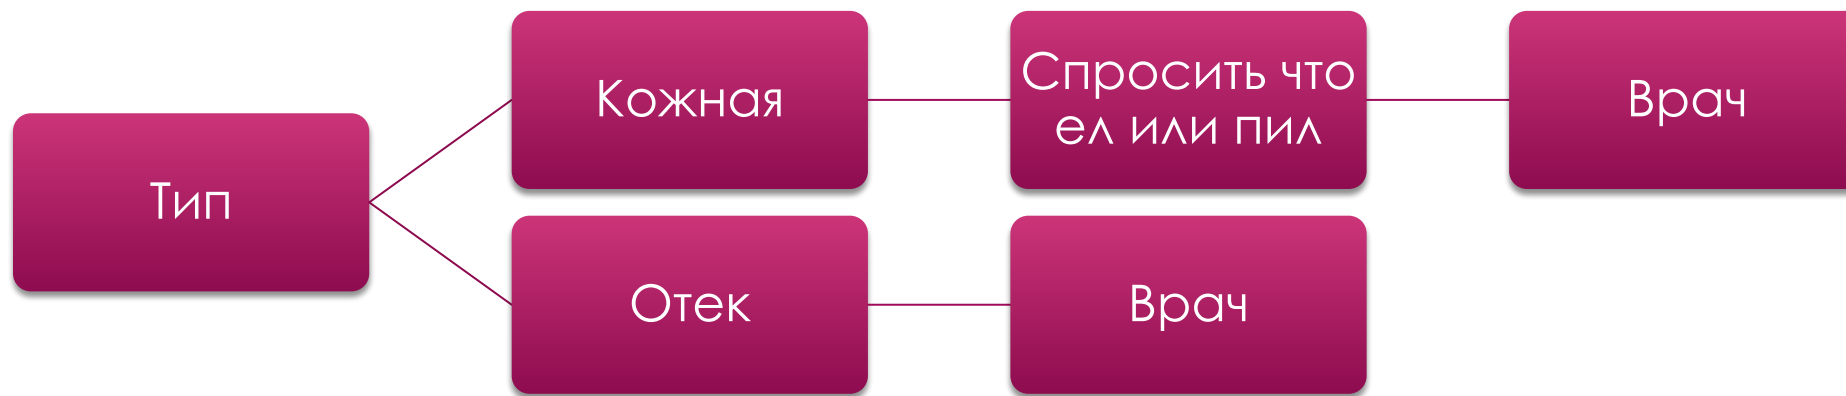 Тип
Кожная
Спросить что
ел или пил
Врач
Отек
Врач